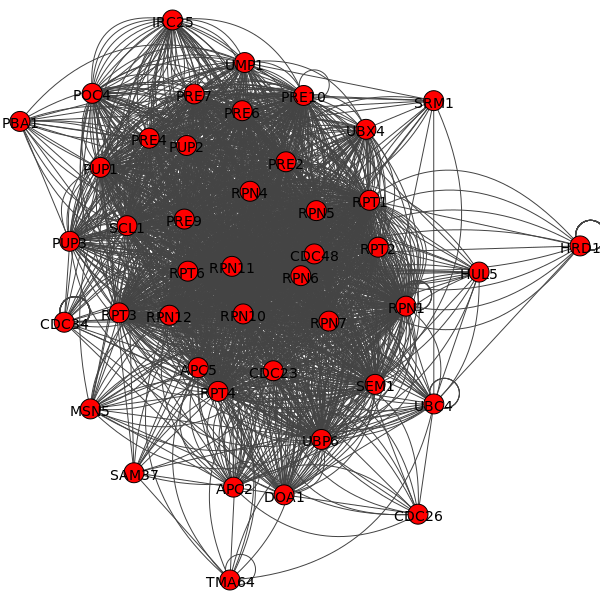 IRC25
UMP1
POC4
PRE7
PRE10
SRM1
PRE6
PBA1
UBX4
PRE4
PUP2
PRE2
PUP1
RPN4
RPT1
RPN5
PRE9
SCL1
PUP3
RPT2
HRD1
CDC48
RPN11
RPT6
RPN6
HUL5
RPN1
RPT3
RPN12
RPN10
RPN7
CDC34
APC5
CDC23
SEM1
RPT4
UBC4
MSN5
UBP6
SAM37
APC2
DOA1
CDC26
TMA64